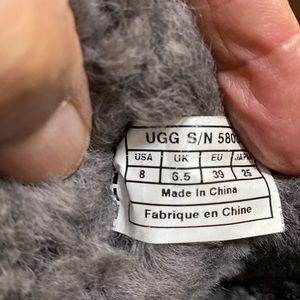 UGG S/N 580
USA UK EU JAPAN
8 6.5 39 25
Made In China
Fabrique en Chine